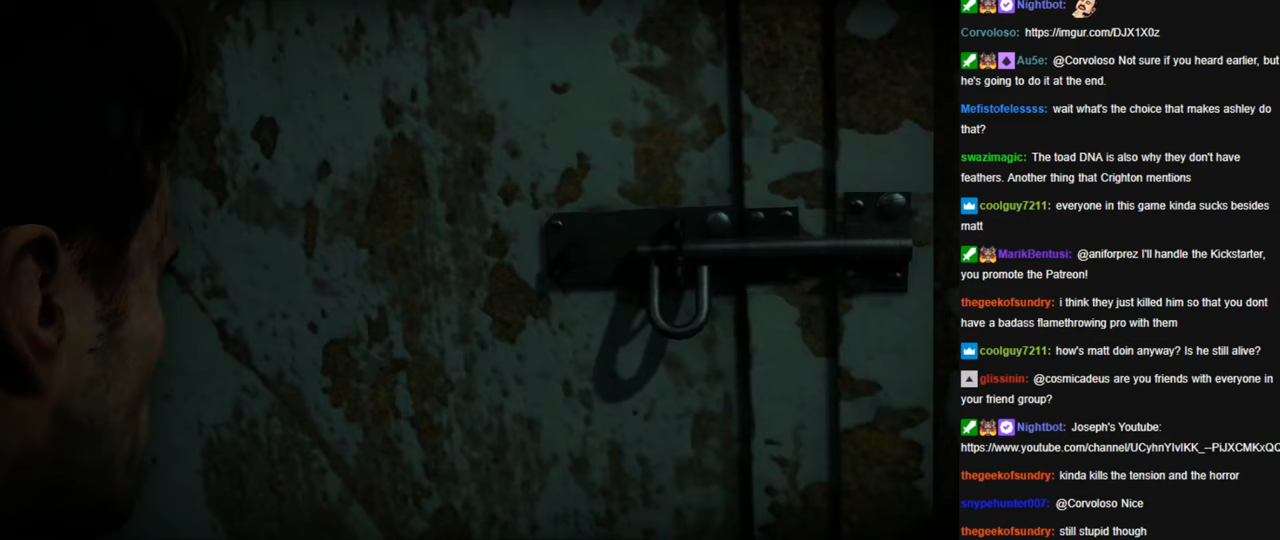 Nightbot:
Corvoloso: https://imgur.com/DJX1X0z
Au5e: @Corvoloso Not sure if you heard earlier, but
he's going to do it at the end.
Mefistofelessss: wait what's the choice that makes ashley do
that?
swazimagic: The toad DNA is also why they don't have
feathers. Another thing that Crighton mentions
coolguy7211: everyone in this game kinda sucks besides
matt
MarikBentusi: @aniforprez I'll handle the Kickstarter,
you promote the Patreon!
thegeekofsundry: i think they just killed him so that you dont
have a badass flamethrowing pro with them
coolguy7211: how's matt doin anyway? Is he still alive?
glissinin: @cosmicadeus are you friends with everyone in
your friend group?
Nightbot: Joseph's Youtube:
https://www.youtube.com/channel/UCyhnYIvIKK_--PiJXCMKxQQ
thegeekofsundry: kinda kills the tension and the horror
snypehunter007: @Corvoloso Nice
thegeekofsundry: still stupid though